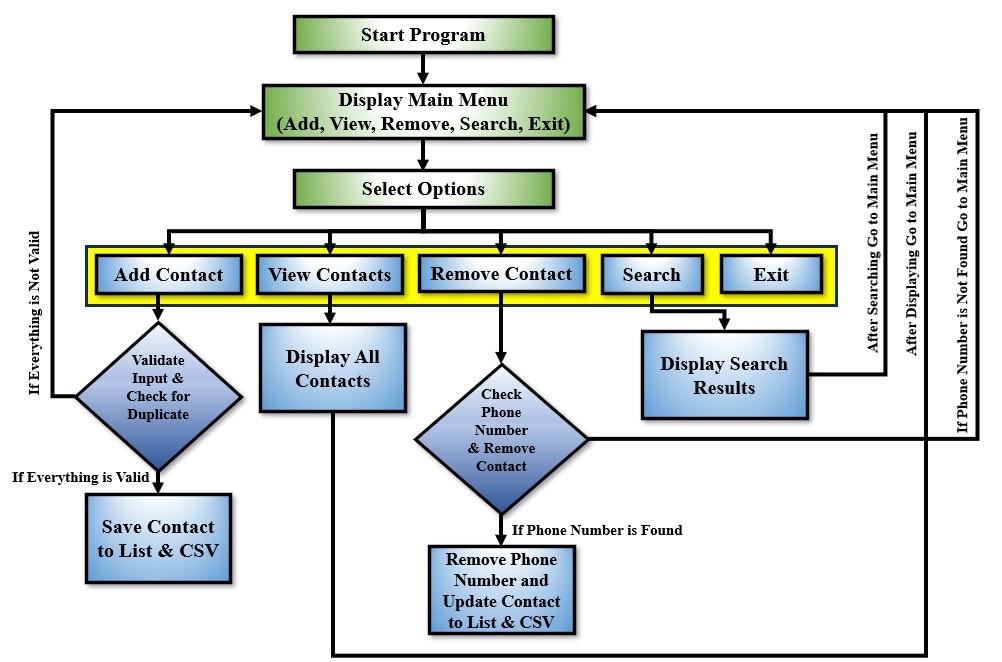 Start Program
Display Main Menu
(Add, View, Remove, Search, Exit)
Select Options
Add Contact
View Contacts
Remove Contact
Search
Exit
If Everything is Not Valid
Validate
Input &
Check for
Duplicate
Display All
Contacts
Check
Phone
Number
& Remove
Contact
Display Search
Results
After Searching Go to Main Menu
After Displaying Go to Main Menu
If Phone Number is Not Found Go to Main Menu
If Everything is Valid
Save Contact
to List & CSV
If Phone Number is Found
Remove Phone
Number and
Update Contact
to List & CSV